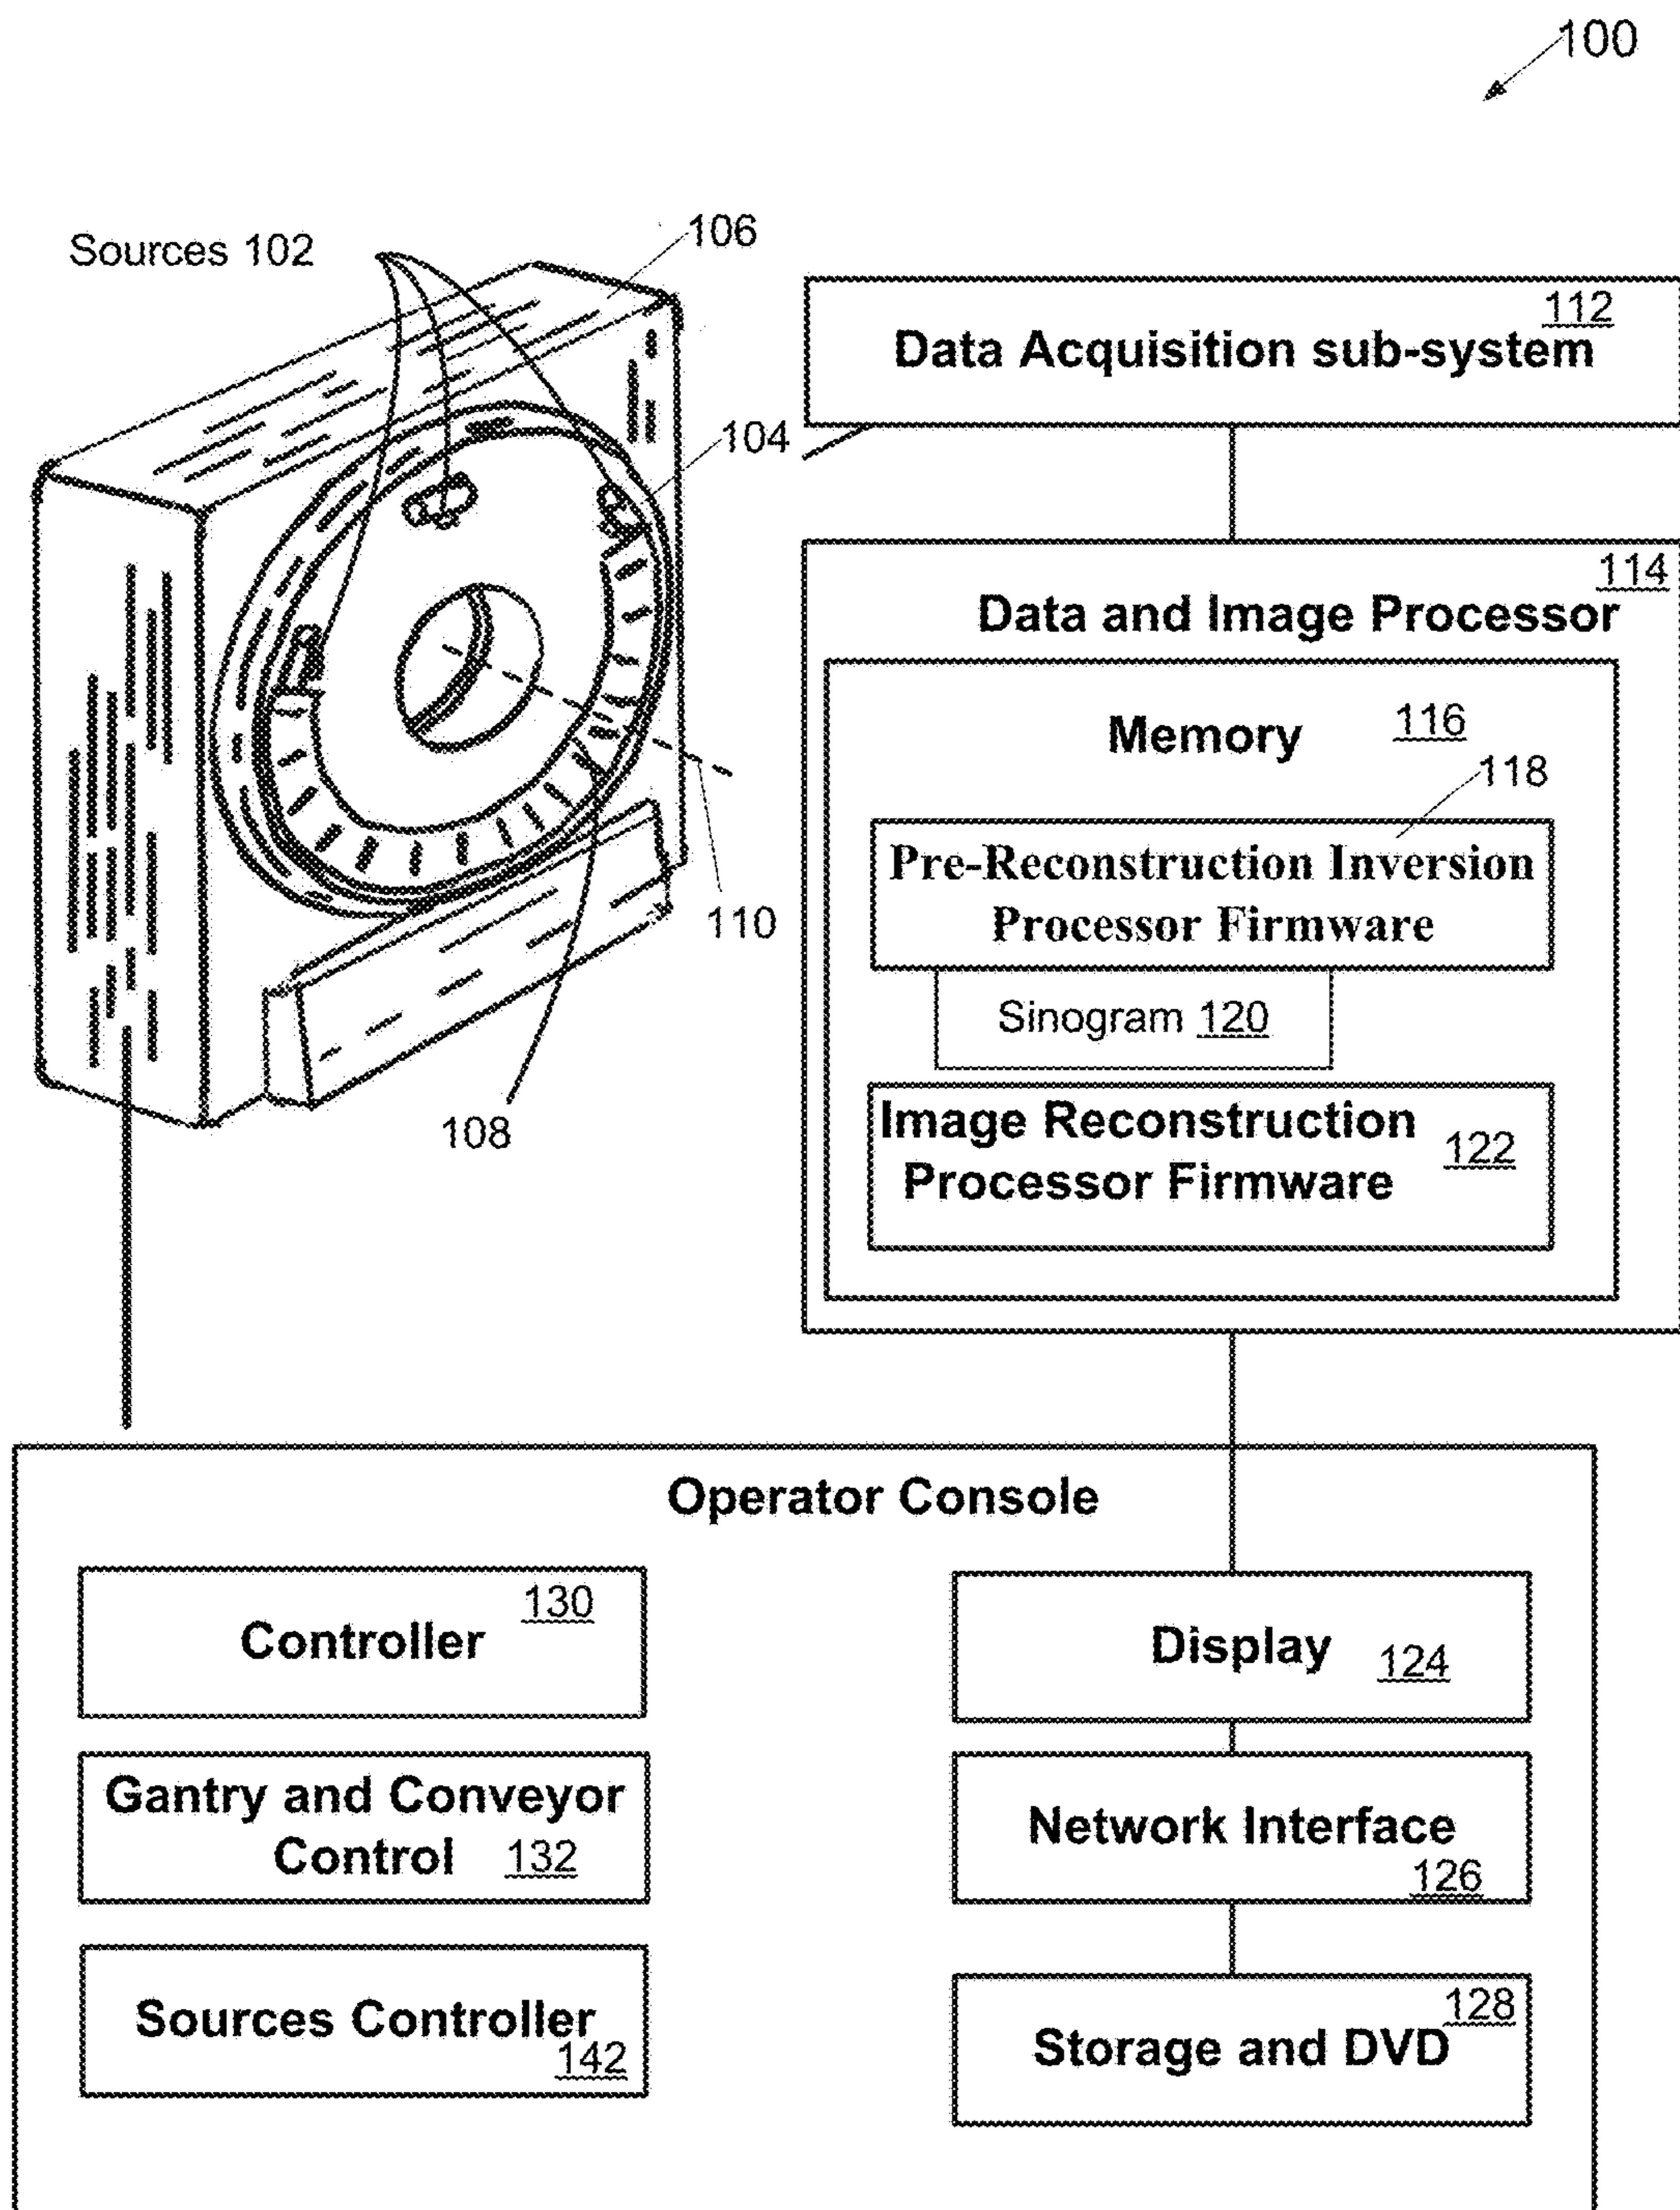 100
Sources 102
106
112
Data Acquisition sub-system
104
114
Data and Image Processor
Memory 116
118
Pre-Reconstruction Inversion
Processor Firmware
110
Sinogram 120
108
Image Reconstruction
Processor Firmware
122
Operator Console
130
Controller
Display 124
Gantry and Conveyor
Control 132
Network Interface
126
Sources Controller
142
128
Storage and DVD